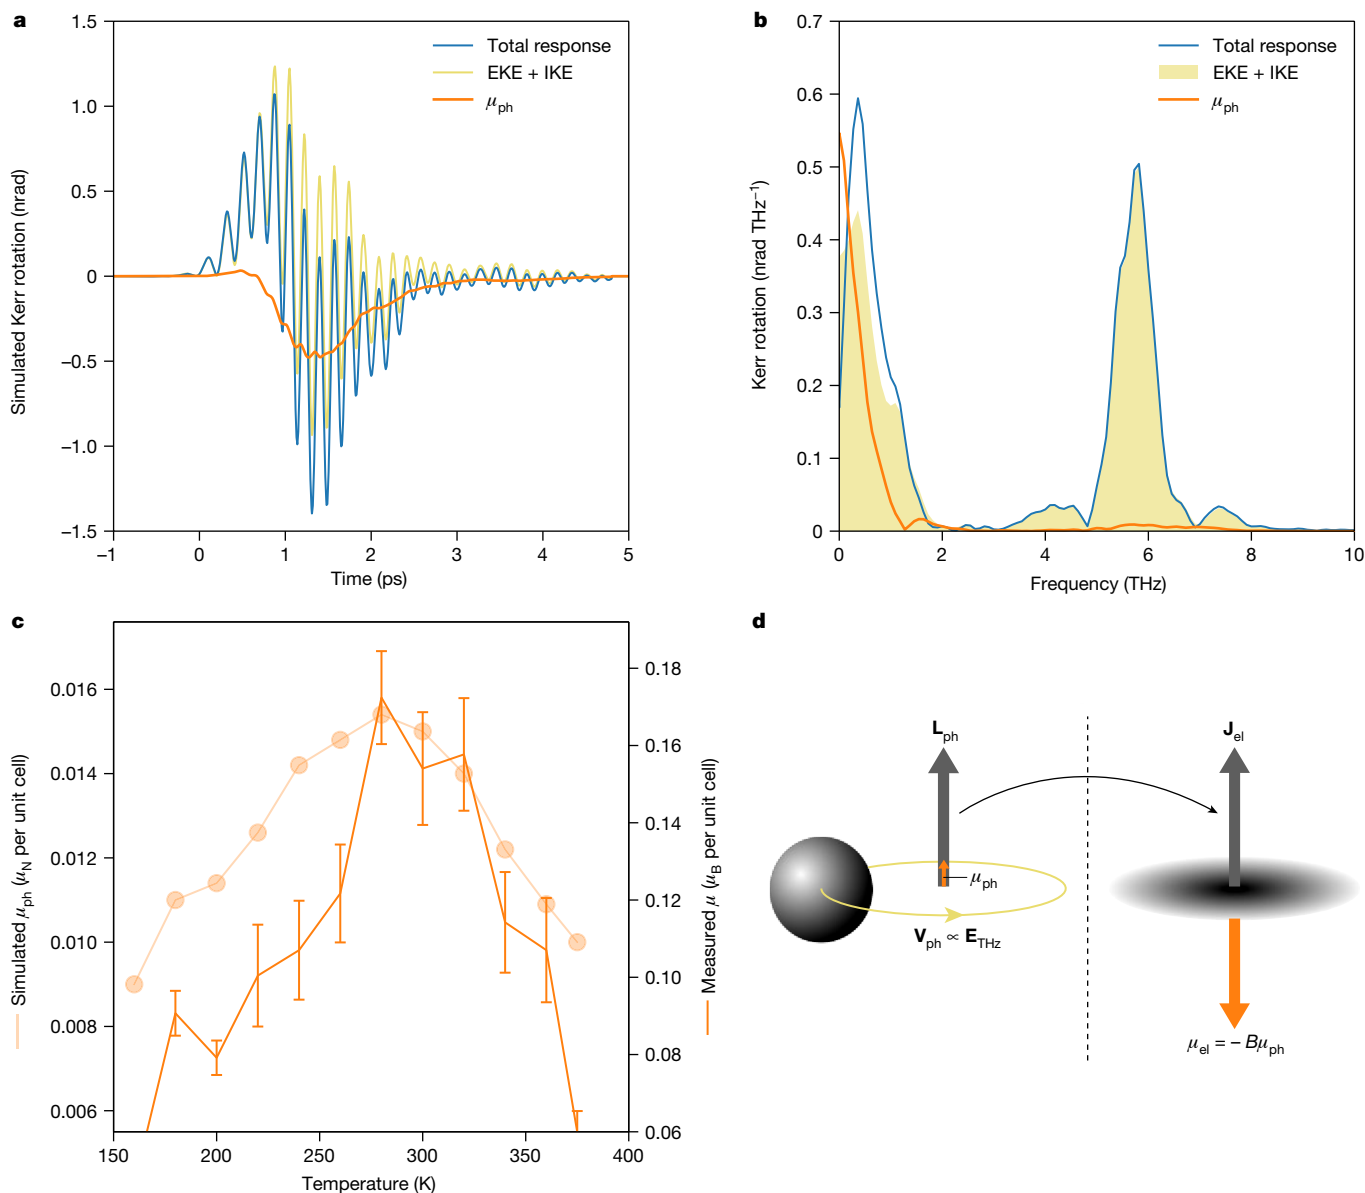 a
1.5
1.0
0.5
0
−0.5
−1.0
−1.5
Simulated Kerr rotation (nrad)
Total response
EKE + IKE
μph
−1 0 1 2 3 4 5
Time (ps)
b
0.7
0.6
0.5
0.4
0.3
0.2
0.1
0
Kerr rotation (nrad THz−1)
Total response
EKE + IKE
μph
0 2 4 6 8 10
Frequency (THz)
c
0.016
0.014
0.012
0.010
0.008
0.006
Simulated μph (μN per unit cell)
0.18
0.16
0.14
0.12
0.10
0.08
0.06
Measured μ (μB per unit cell)
150 200 250 300 350 400
Temperature (K)
d
Lph
Jel
μph
Vph ∝ ETHz
μel = − Bμph